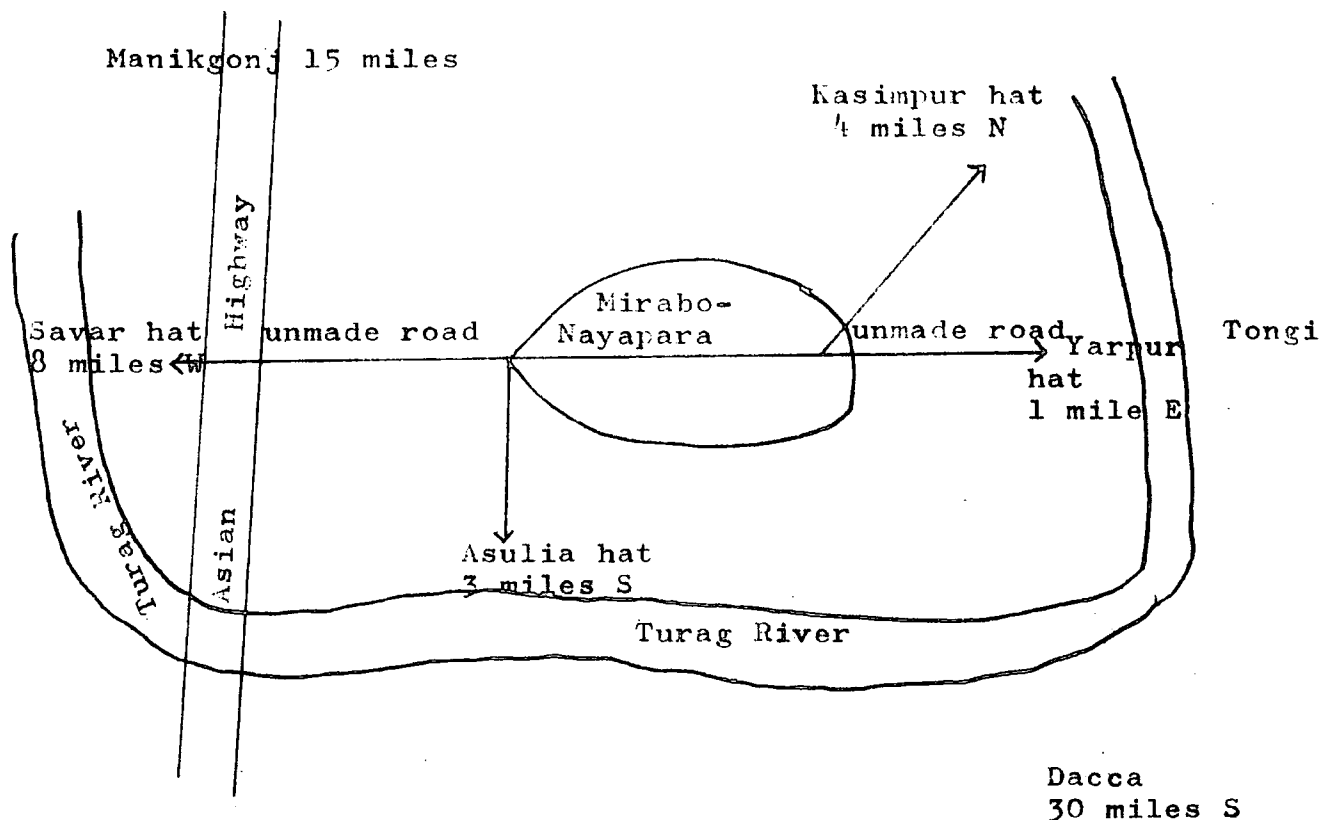 Manikgonj 15 miles
Kasimpur hat
4 miles N
Asian Highway
Savar hat
8 miles W
unmade road
Mirabo-
Nayapara
unmade road
Yarpur
hat
1 mile E
Tongi
Turag River
Asulia hat
3 miles S
Turag River
Dacca
30 miles S